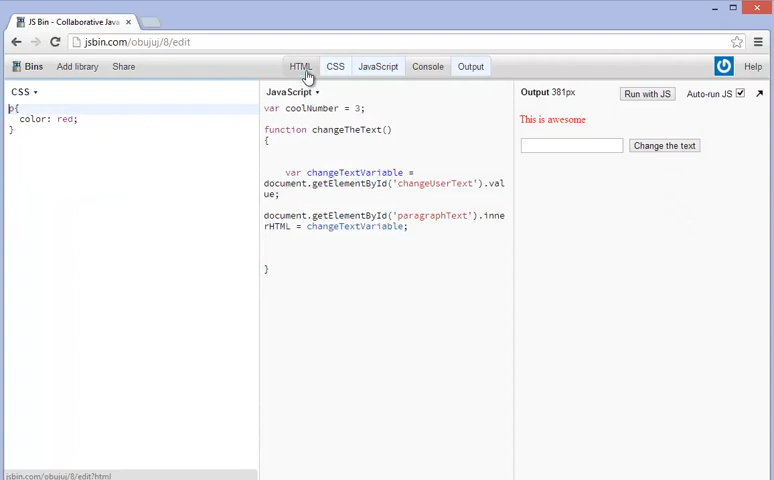 JS Bin - Collaborative Java
jsbin.com/obujuj/8/edit
Bins Add library Share HTML CSS JavaScript Console Output Help
CSS
p{
color: red;
}
JavaScript
var coolNumber = 3;
function changeTheText()
{
var changeTextVariable =
document.getElementById('changeUserText').val
ue;
document.getElementById('paragraphText').inne
rHTML = changeTextVariable;
}
Output 381px Run with JS Auto-run JS
This is awesome
Change the text
jsbin.com/obujuj/8/edit?html